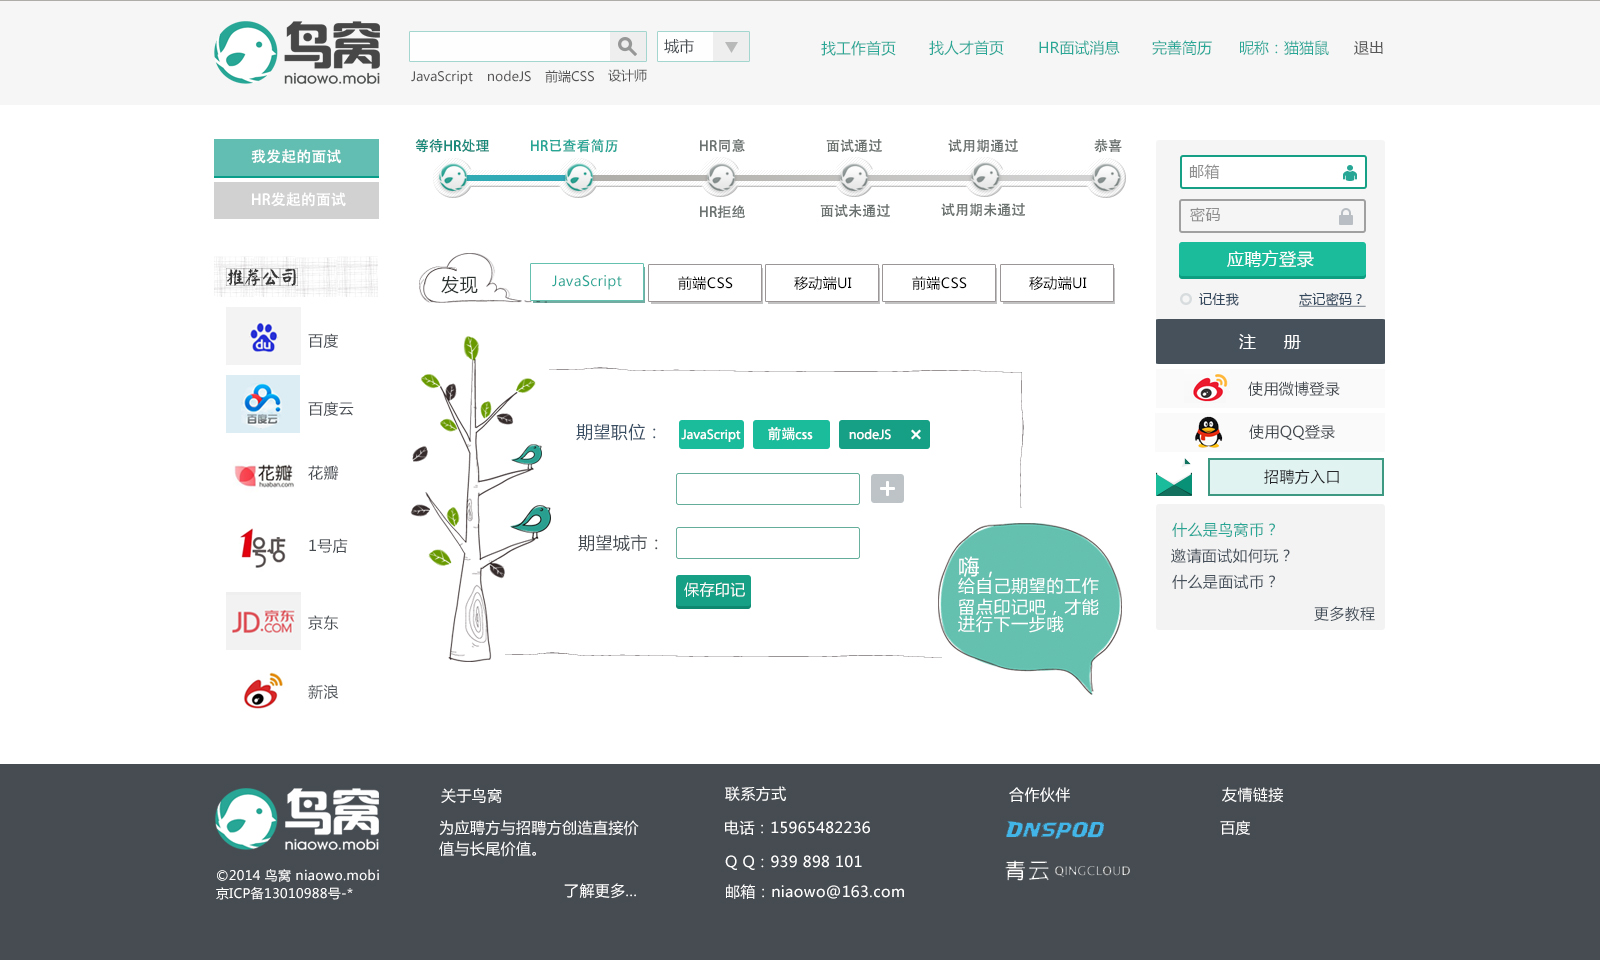 鸟窝
niaowo.mobi
城市
JavaScript nodeJS 前端CSS 设计师
找工作首页 找人才首页 HR面试消息 完善简历 昵称：猫猫鼠 退出
我发起的面试
HR发起的面试
等待HR处理 HR已查看简历 HR同意 面试通过 试用期通过 恭喜
HR拒绝 面试未通过 试用期未通过
推荐公司
du 百度
百度云 百度云
花瓣 huaban.com 花瓣
1号店 1号店
JD.COM 京东 京东
新浪
发现 JavaScript 前端CSS 移动端UI 前端CSS 移动端UI
期望职位： JavaScript 前端css nodeJS ×
期望城市：
保存印记
嗨，
给自己期望的工作
留点印记吧，才能
进行下一步哦
邮箱
密码
应聘方登录
记住我 忘记密码？
注 册
使用微博登录
使用QQ登录
招聘方入口
什么是鸟窝币？
邀请面试如何玩？
什么是面试币？
更多教程
鸟窝
niaowo.mobi
©2014 鸟窝 niaowo.mobi
京ICP备13010988号-*
关于鸟窝
为应聘方与招聘方创造直接价
值与长尾价值。
了解更多...
联系方式
电话：15965482236
Q Q：939 898 101
邮箱：niaowo@163.com
合作伙伴
DNSPOD
青云 QINGCLOUD
友情链接
百度